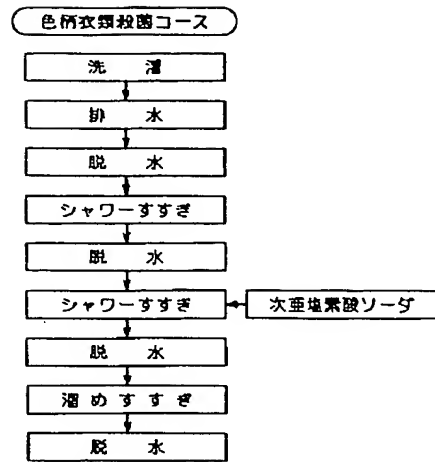 色柄衣類殺菌コース
洗 濯
排 水
脱 水
シャワーすすぎ
脱 水
シャワーすすぎ
次亜塩素酸ソーダ
脱 水
溜 め す す ぎ
脱 水